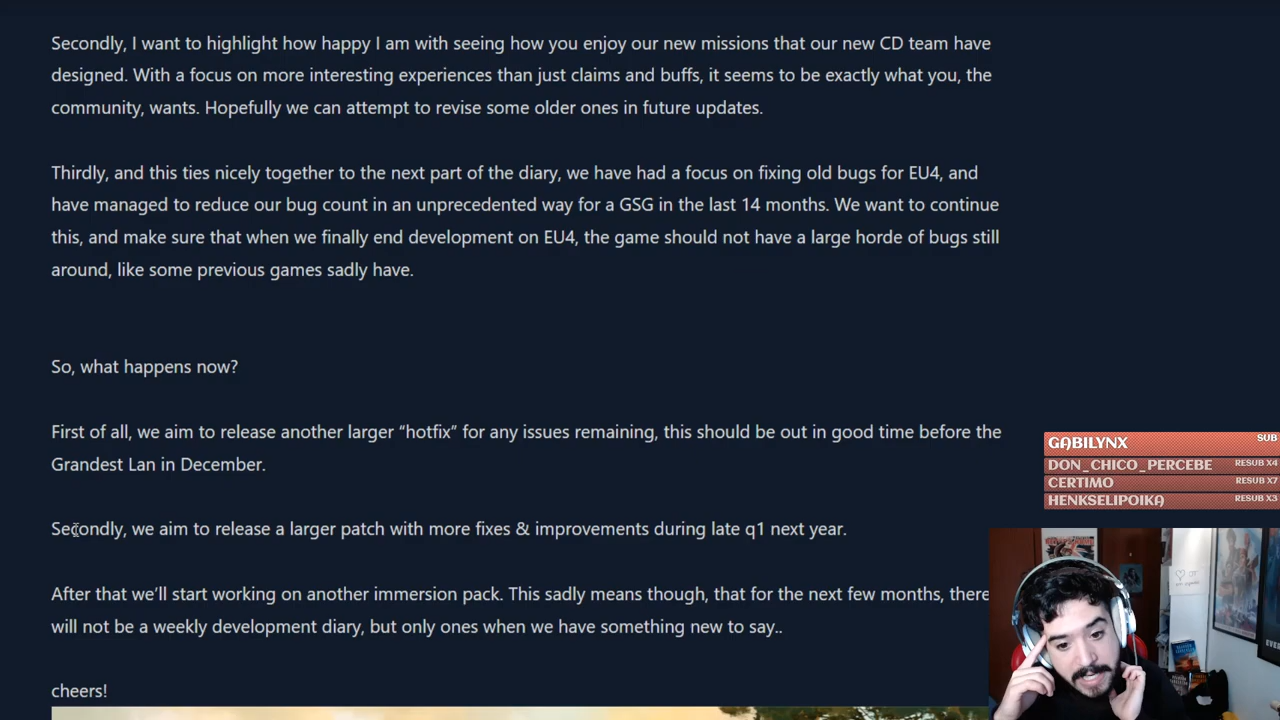 Secondly, I want to highlight how happy I am with seeing how you enjoy our new missions that our new CD team have
designed. With a focus on more interesting experiences than just claims and buffs, it seems to be exactly what you, the
community, wants. Hopefully we can attempt to revise some older ones in future updates.
Thirdly, and this ties nicely together to the next part of the diary, we have had a focus on fixing old bugs for EU4, and
have managed to reduce our bug count in an unprecedented way for a GSG in the last 14 months. We want to continue
this, and make sure that when we finally end development on EU4, the game should not have a large horde of bugs still
around, like some previous games sadly have.
So, what happens now?
First of all, we aim to release another larger “hotfix” for any issues remaining, this should be out in good time before the
Grandest Lan in December.
Secondly, we aim to release a larger patch with more fixes & improvements during late q1 next year.
After that we’ll start working on another immersion pack. This sadly means though, that for the next few months, there
will not be a weekly development diary, but only ones when we have something new to say..
cheers!
GABILYNX SUB
DON_CHICO_PERCEBE RESUB X4
CERTIMO RESUB X7
HENKSELIPOIKA RESUB X3